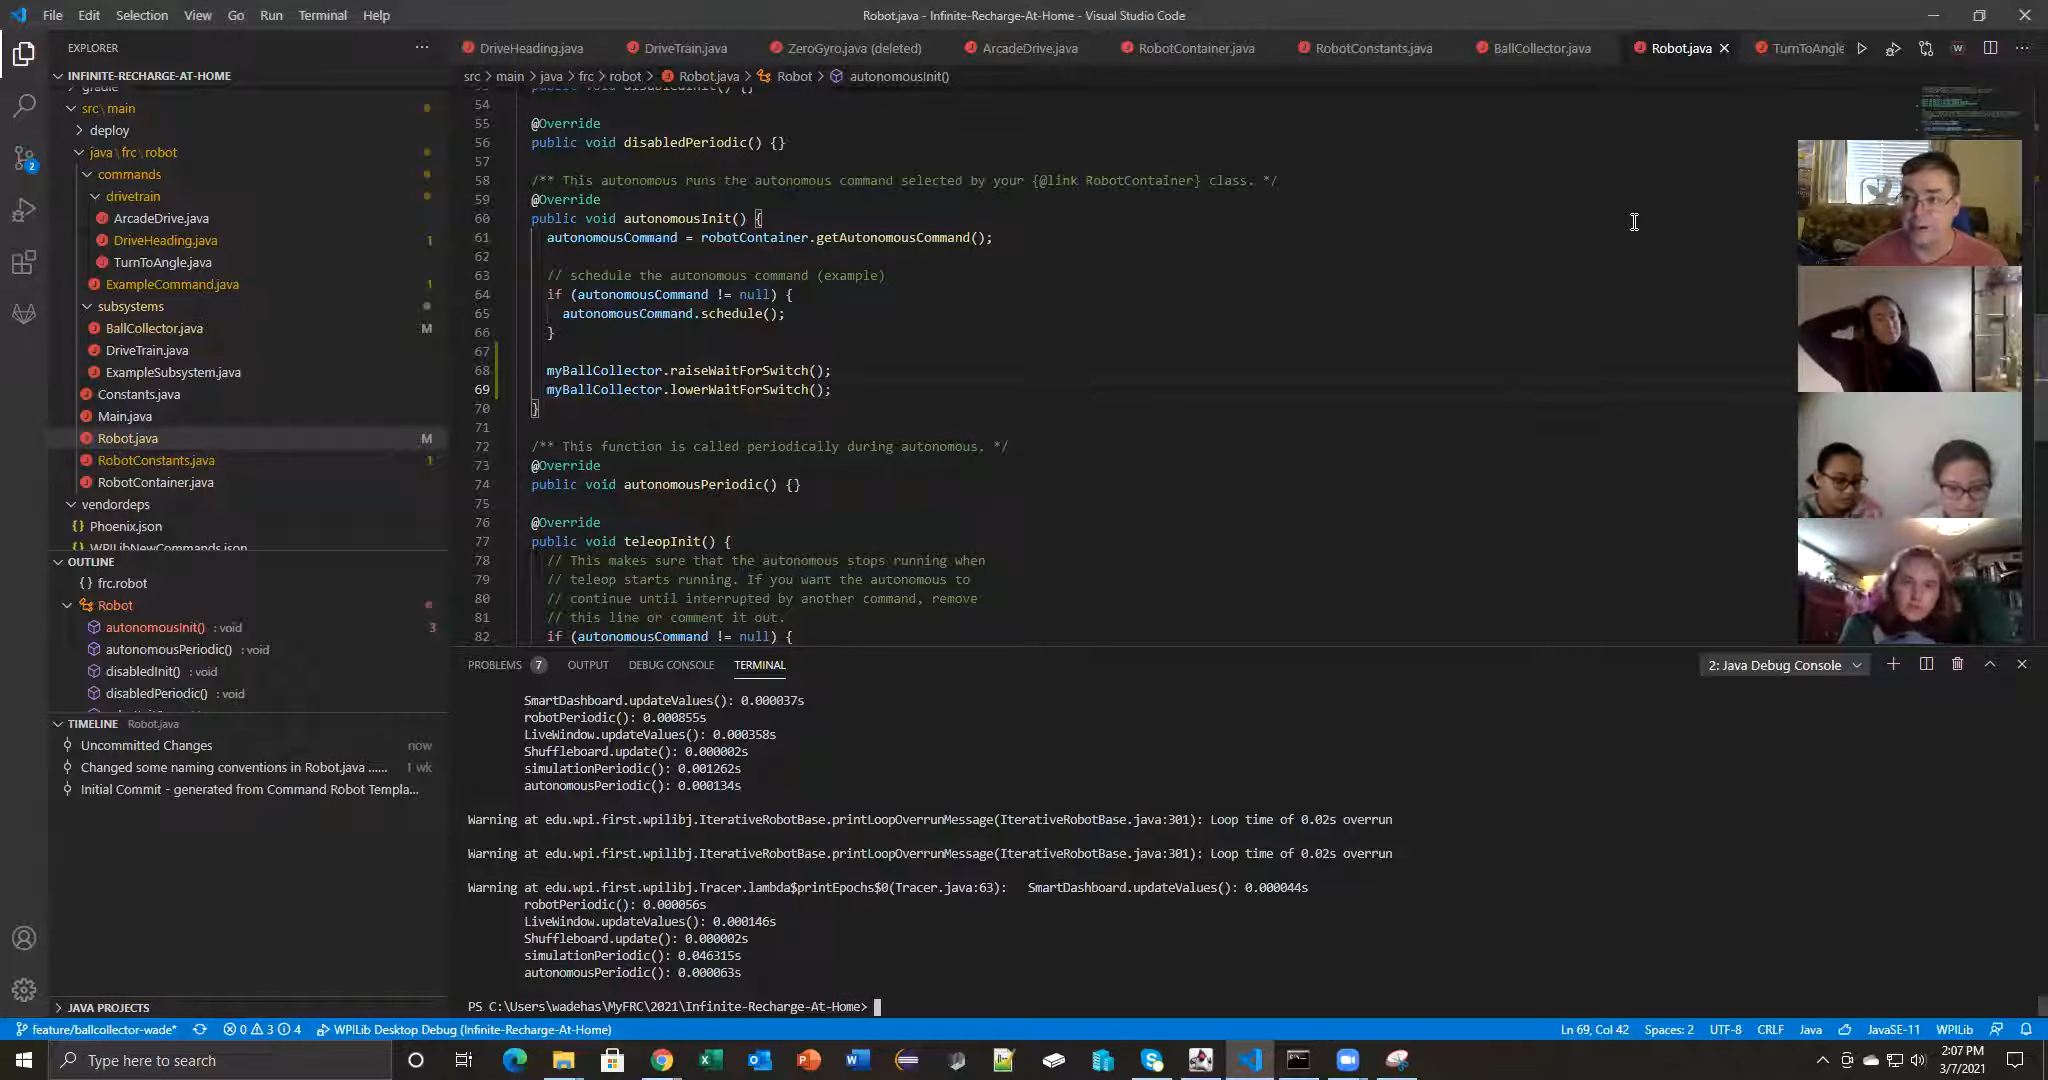 File Edit Selection View Go Run Terminal Help
Robot.java - Infinite-Recharge-At-Home - Visual Studio Code
EXPLORER
INFINITE-RECHARGE-AT-HOME
gradle
src\main
deploy
java\frc\robot
commands
drivetrain
ArcadeDrive.java
DriveHeading.java 1
TurnToAngle.java
ExampleCommand.java 1
subsystems
BallCollector.java M
DriveTrain.java
ExampleSubsystem.java
Constants.java
Main.java
Robot.java M
RobotConstants.java 1
RobotContainer.java
vendordeps
{} Phoenix.json
{} WPILibNewCommands.json
OUTLINE
{} frc.robot
Robot
autonomousInit() : void 3
autonomousPeriodic() : void
disabledInit() : void
disabledPeriodic() : void
TIMELINE Robot.java
Uncommitted Changes now
Changed some naming conventions in Robot.java ...... 1 wk
Initial Commit - generated from Command Robot Templa...
JAVA PROJECTS
2
DriveHeading.java DriveTrain.java ZeroGyro.java (deleted) ArcadeDrive.java RobotContainer.java RobotConstants.java BallCollector.java Robot.java TurnToAngle
src > main > java > frc > robot > Robot.java > Robot > autonomousInit()
53 public void disabledInit() {}
54
55 @Override
56 public void disabledPeriodic() {}
57
58 /** This autonomous runs the autonomous command selected by your {@link RobotContainer} class. */
59 @Override
60 public void autonomousInit() {
61 autonomousCommand = robotContainer.getAutonomousCommand();
62
63 // schedule the autonomous command (example)
64 if (autonomousCommand != null) {
65 autonomousCommand.schedule();
66 }
67
68 myBallCollector.raiseWaitForSwitch();
69 myBallCollector.lowerWaitForSwitch();
70 }
71
72 /** This function is called periodically during autonomous. */
73 @Override
74 public void autonomousPeriodic() {}
75
76 @Override
77 public void teleopInit() {
78 // This makes sure that the autonomous stops running when
79 // teleop starts running. If you want the autonomous to
80 // continue until interrupted by another command, remove
81 // this line or comment it out.
82 if (autonomousCommand != null) {
PROBLEMS 7 OUTPUT DEBUG CONSOLE TERMINAL
2: Java Debug Console
SmartDashboard.updateValues(): 0.000037s
robotPeriodic(): 0.000855s
LiveWindow.updateValues(): 0.000358s
Shuffleboard.update(): 0.000002s
simulationPeriodic(): 0.001262s
autonomousPeriodic(): 0.000134s
Warning at edu.wpi.first.wpilibj.IterativeRobotBase.printLoopOverrunMessage(IterativeRobotBase.java:301): Loop time of 0.02s overrun
Warning at edu.wpi.first.wpilibj.IterativeRobotBase.printLoopOverrunMessage(IterativeRobotBase.java:301): Loop time of 0.02s overrun
Warning at edu.wpi.first.wpilibj.Tracer.lambda$printEpochs$0(Tracer.java:63): SmartDashboard.updateValues(): 0.000044s
robotPeriodic(): 0.000056s
LiveWindow.updateValues(): 0.000146s
Shuffleboard.update(): 0.000002s
simulationPeriodic(): 0.046315s
autonomousPeriodic(): 0.000063s
PS C:\Users\wadehas\MyFRC\2021\Infinite-Recharge-At-Home>
feature/ballcollector-wade* 0 3 4 WPILib Desktop Debug (Infinite-Recharge-At-Home)
Ln 69, Col 42 Spaces: 2 UTF-8 CRLF Java JavaSE-11 WPILib
Type here to search
2:07 PM
3/7/2021